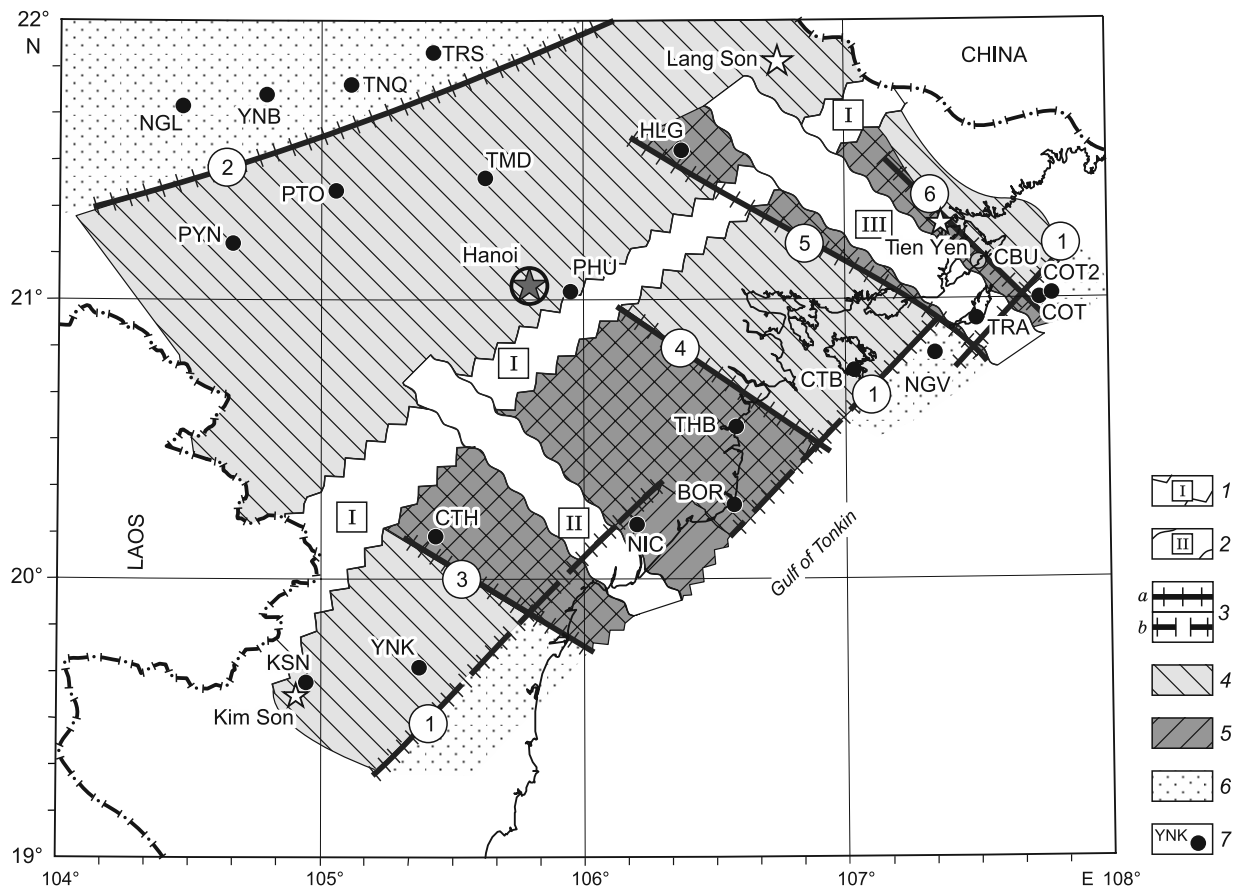 22°
N
21°
20°
19°
104°
105°
106°
107°
E 108°
CHINA
LAOS
Gulf of Tonkin
Lang Son
TRS
TNQ
YNB
NGL
2
I
HLG
TMD
PTO
6
PYN
III
Tien Yen
1
5
CBU
Hanoi
PHU
COT2
COT
TRA
4
I
CTB
NGV
1
THB
BOR
I
CTH
II
NIC
3
YNK
KSN
Kim Son
1
I 1
II 2
a
b
3
4
5
6
YNK 7